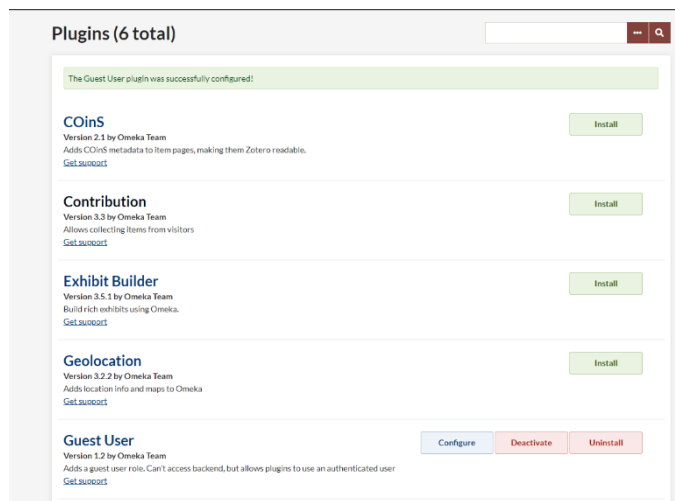 Plugins (6 total)
The Guest User plugin was successfully configured!
COinS
Install
Version 2.1 by Omeka Team
Adds COinS metadata to item pages, making them Zotero readable.
Get support
Contribution
Install
Version 3.3 by Omeka Team
Allows collecting items from visitors
Get support
Exhibit Builder
Install
Version 3.5.1 by Omeka Team
Build rich exhibits using Omeka.
Get support
Geolocation
Install
Version 3.2.2 by Omeka Team
Adds location info and maps to Omeka
Get support
Guest User
Configure Deactivate Uninstall
Version 1.2 by Omeka Team
Adds a guest user role. Can't access backend, but allows plugins to use an authenticated user
Get support